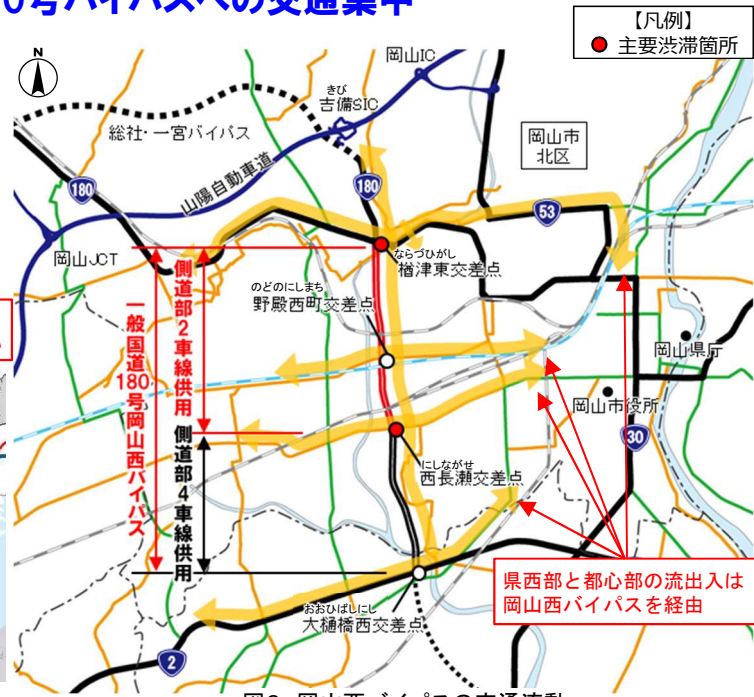 0号バイパスへの交通集中
【凡例】
主要渋滞箇所
N
岡山IC
きび
吉備SIC
総社・一宮バイパス
岡山市
北区
180
山陽自動車道
180
53
岡山JCT
ならづひがし
楢津東交差点
側道部2車線供用
のどのにしまち
野殿西町交差点
一般国道180号岡山西バイパス
岡山県庁
岡山市役所
側道部4車線供用
30
にしながせ
西長瀬交差点
県西部と都心部の流出入は
岡山西バイパスを経由
おおひばしにし
大樋橋西交差点
2